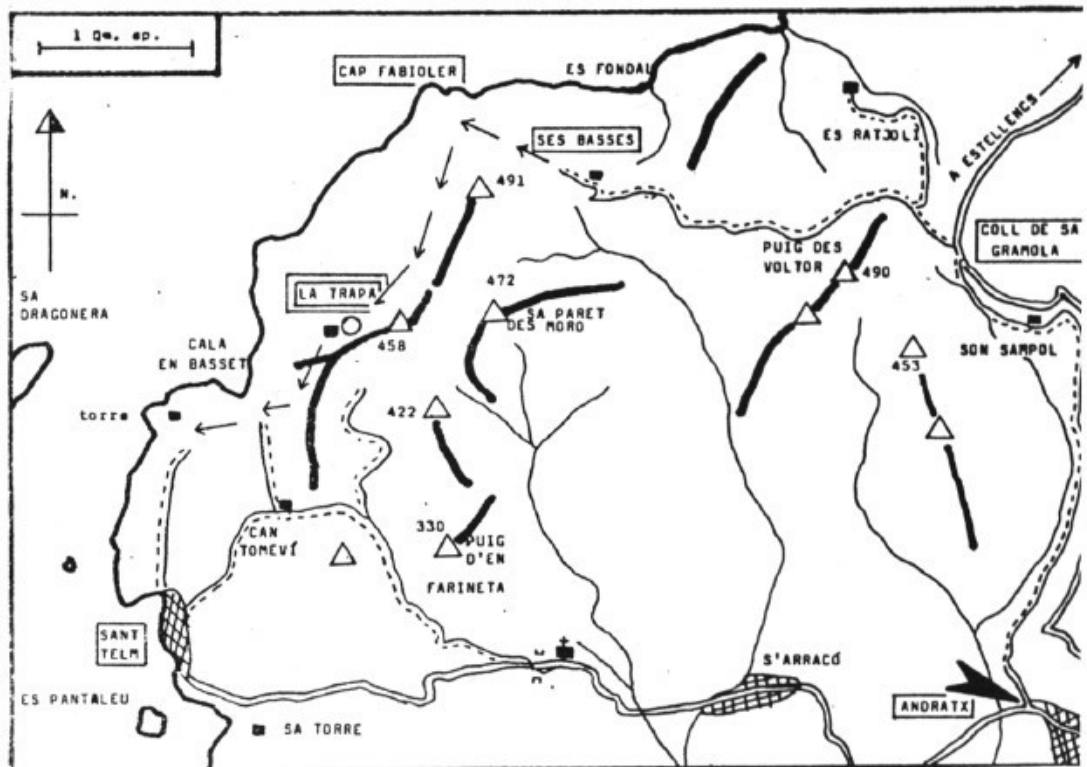 1 Qm. ap.
CAP FABIOLER
ES FONDAL
ES RATJOLÍ
A ESTELLENCS
SES BASSES
N.
491
COLL DE SA
GRAMOLA
PUIG DES
VOLTOR
490
LA TRAPA
472
SA PARET
DES MORO
SA
DRAGONERA
458
CALA
EN BASSET
SON SAMPOL
453
torre
422
CAN
TOMEVÍ
330
PUIG
D'EN
FARINETA
SANT
TELM
S'ARRACÓ
ES PANTALEU
SA TORRE
ANDRATX